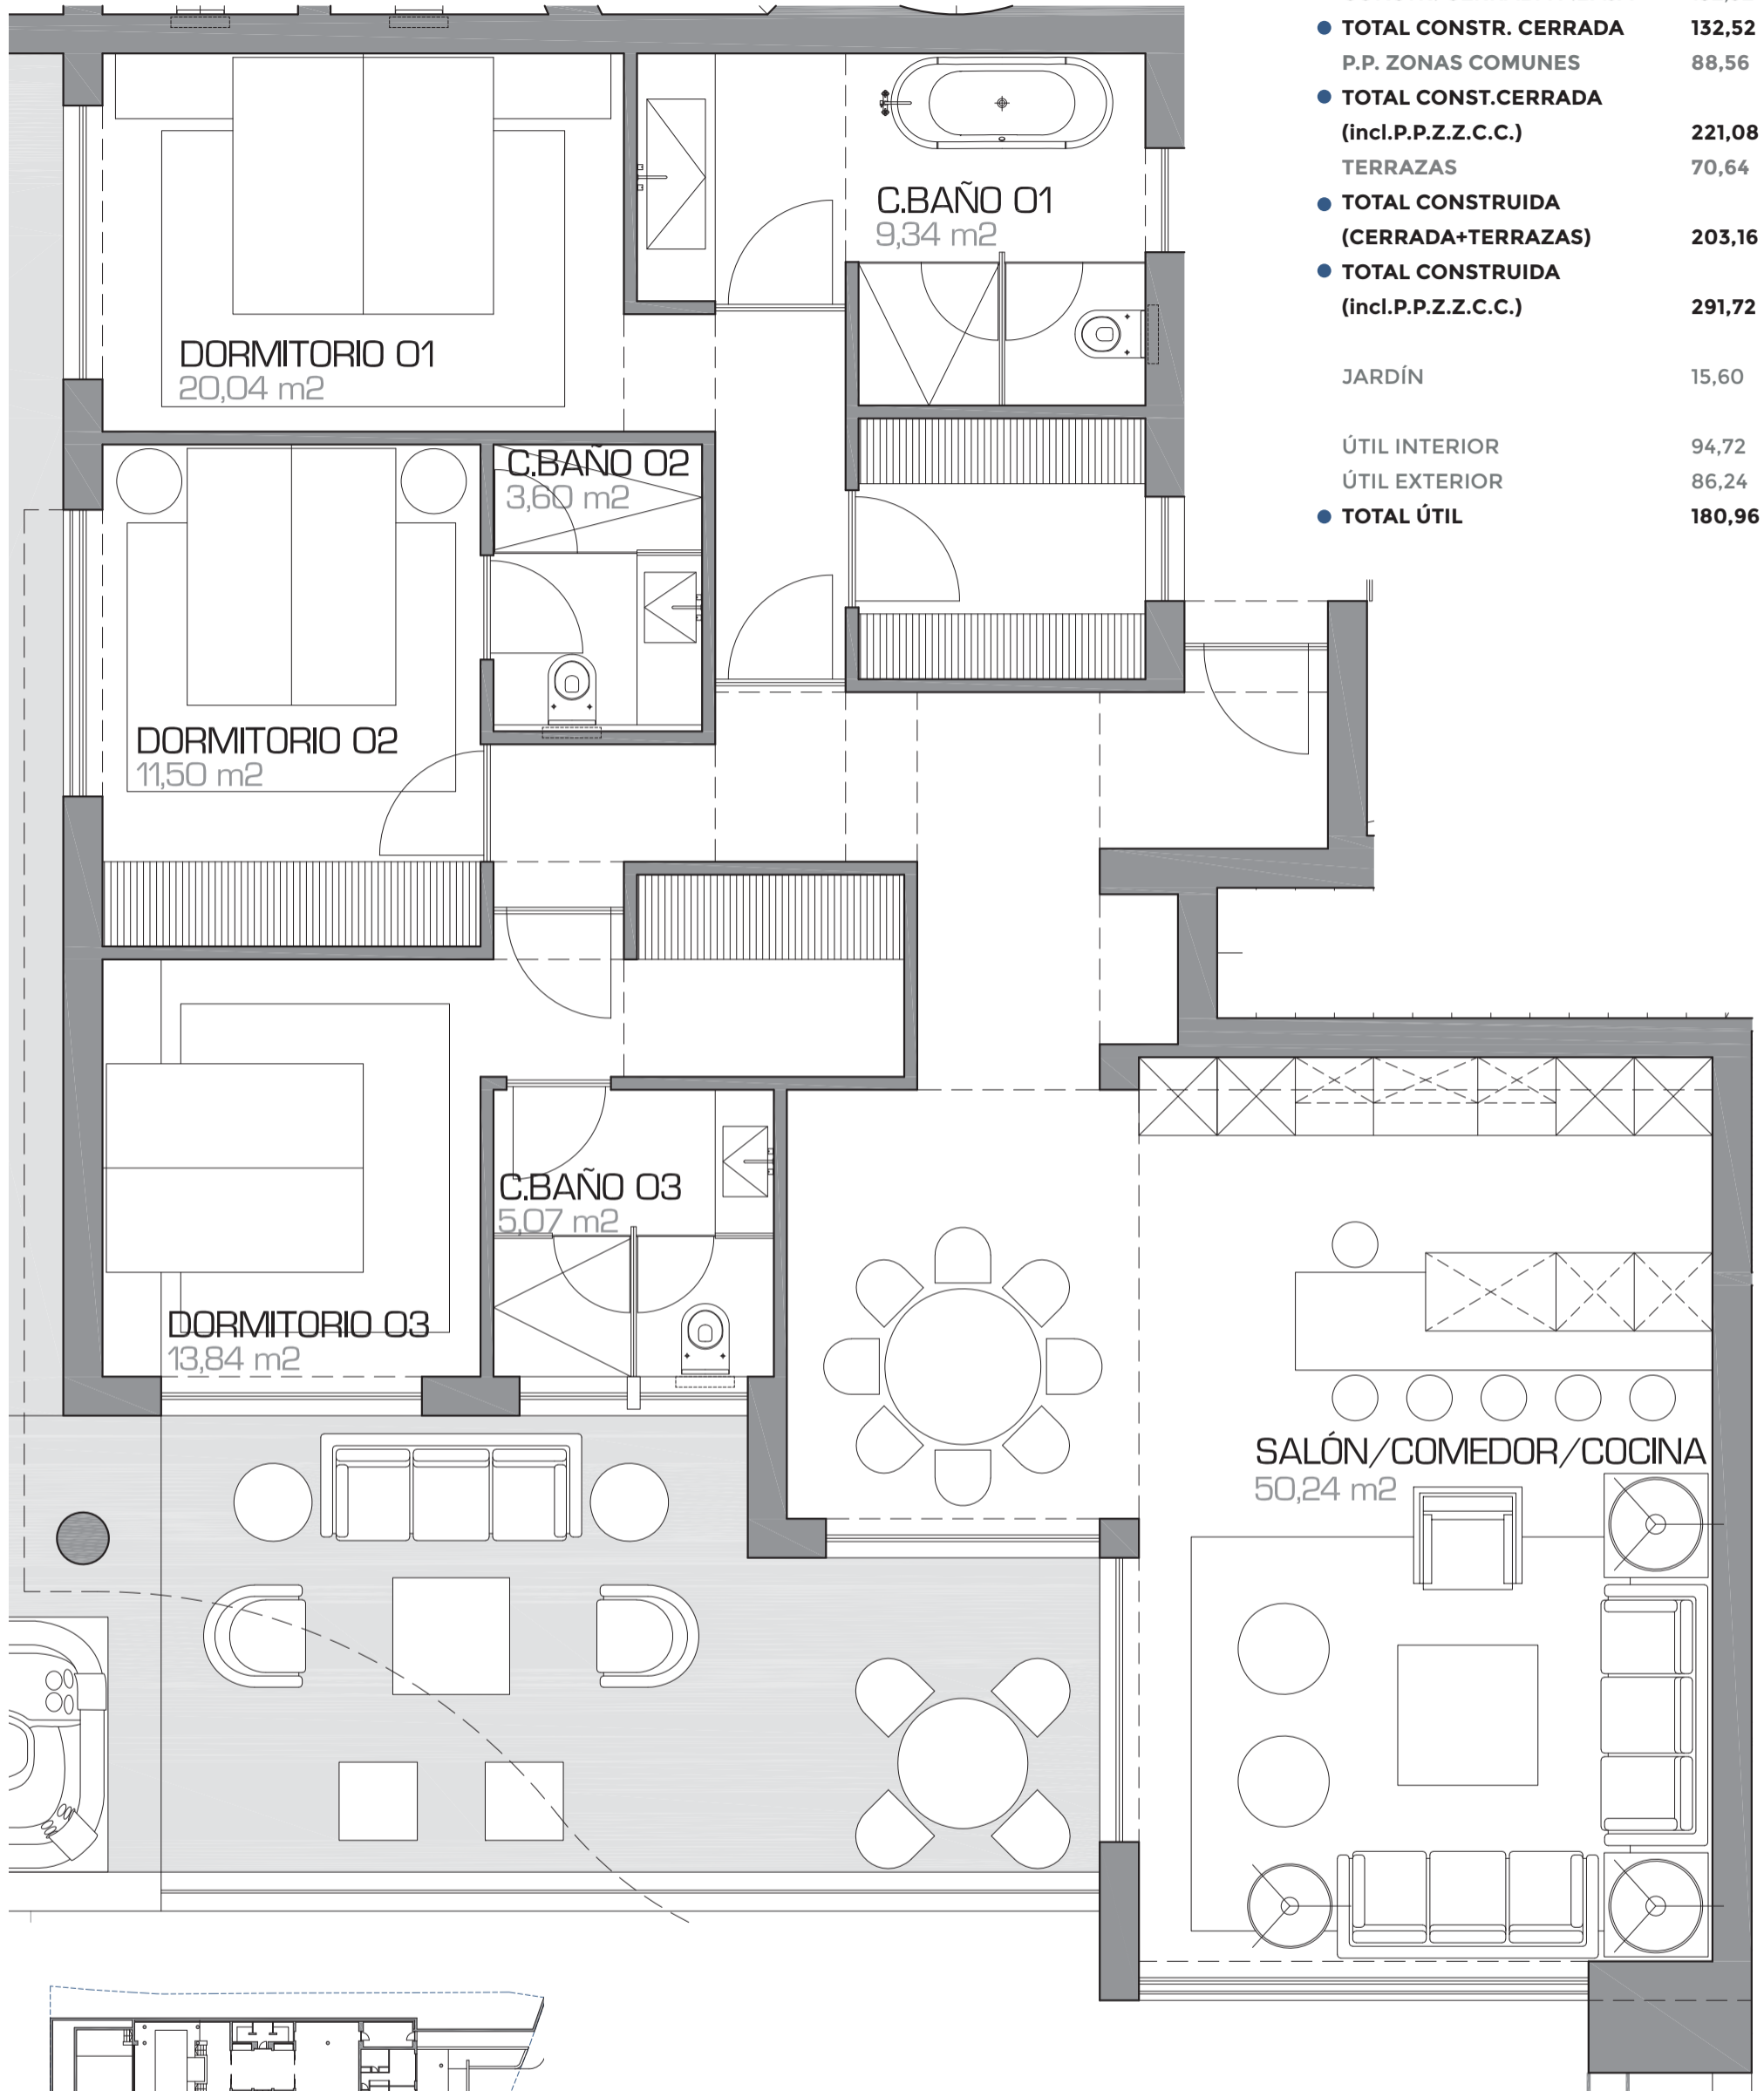 TOTAL CONSTR. CERRADA 132,52
P.P. ZONAS COMUNES 88,56
TOTAL CONST.CERRADA
(incl.P.P.Z.Z.C.C.) 221,08
TERRAZAS 70,64
TOTAL CONSTRUIDA
(CERRADA+TERRAZAS) 203,16
TOTAL CONSTRUIDA
(incl.P.P.Z.Z.C.C.) 291,72
JARDÍN 15,60
ÚTIL INTERIOR 94,72
ÚTIL EXTERIOR 86,24
TOTAL ÚTIL 180,96
C.BAÑO 01
9,34 m2
DORMITORIO 01
20,04 m2
C.BAÑO 02
3,60 m2
DORMITORIO 02
11,50 m2
C.BAÑO 03
5,07 m2
DORMITORIO 03
13,84 m2
SALÓN/COMEDOR/COCINA
50,24 m2